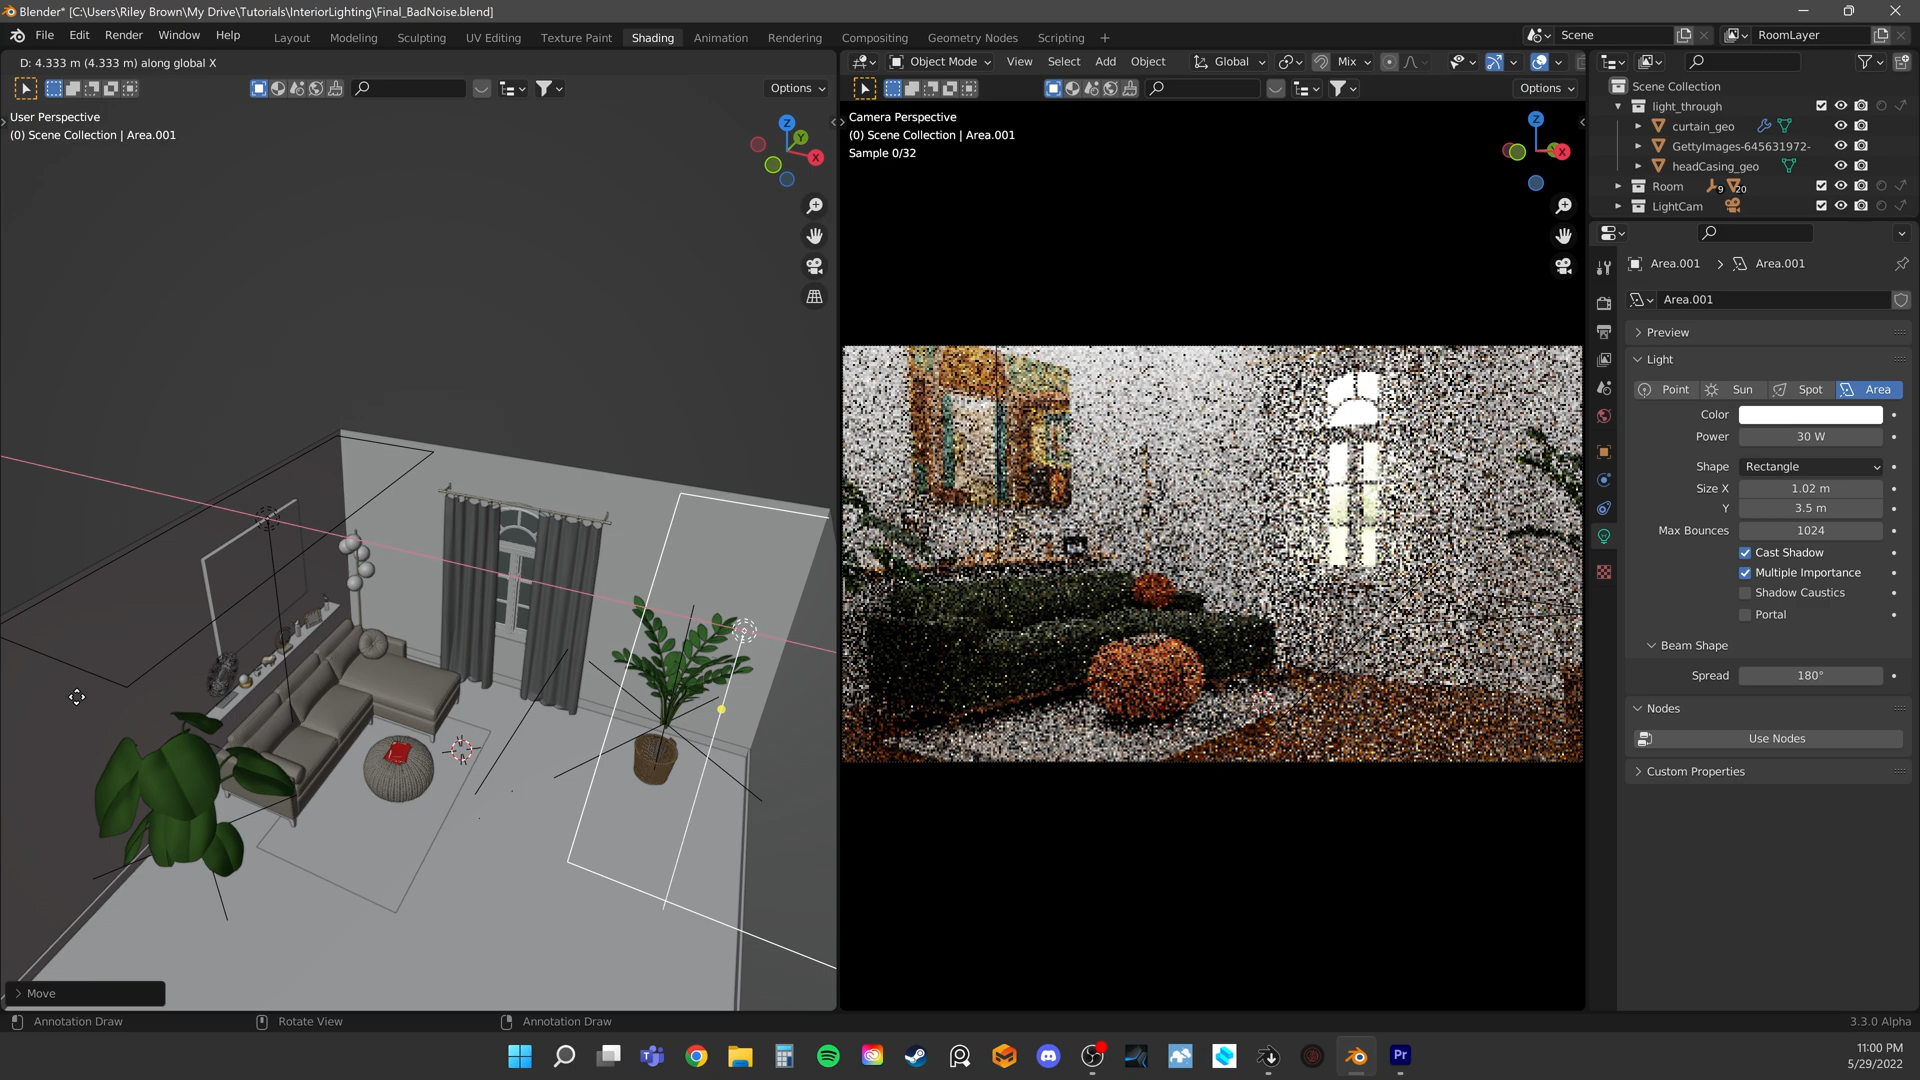 Blender* [C:\Users\Riley Brown\My Drive\Tutorials\InteriorLighting\Final_BadNoise.blend]
File Edit Render Window Help Layout Modeling Sculpting UV Editing Texture Paint Shading Animation Rendering Compositing Geometry Nodes Scripting + Scene RoomLayer
D: 4.333 m (4.333 m) along global X
Object Mode View Select Add Object Global Mix
Options
Options
User Perspective
(0) Scene Collection | Area.001
Z
Y
X
Camera Perspective
(0) Scene Collection | Area.001
Sample 0/32
Z
X
Scene Collection
light_through
curtain_geo
GettyImages-645631972-
headCasing_geo
Room 9 20
LightCam
Area.001 > Area.001
Area.001
Preview
Light
Point Sun Spot Area
Color
Power 30 W
Shape Rectangle
Size X 1.02 m
Y 3.5 m
Max Bounces 1024
Cast Shadow
Multiple Importance
Shadow Caustics
Portal
Beam Shape
Spread 180°
Nodes
Use Nodes
Custom Properties
Move
Annotation Draw Rotate View Annotation Draw 3.3.0 Alpha
Pr
11:00 PM
5/29/2022